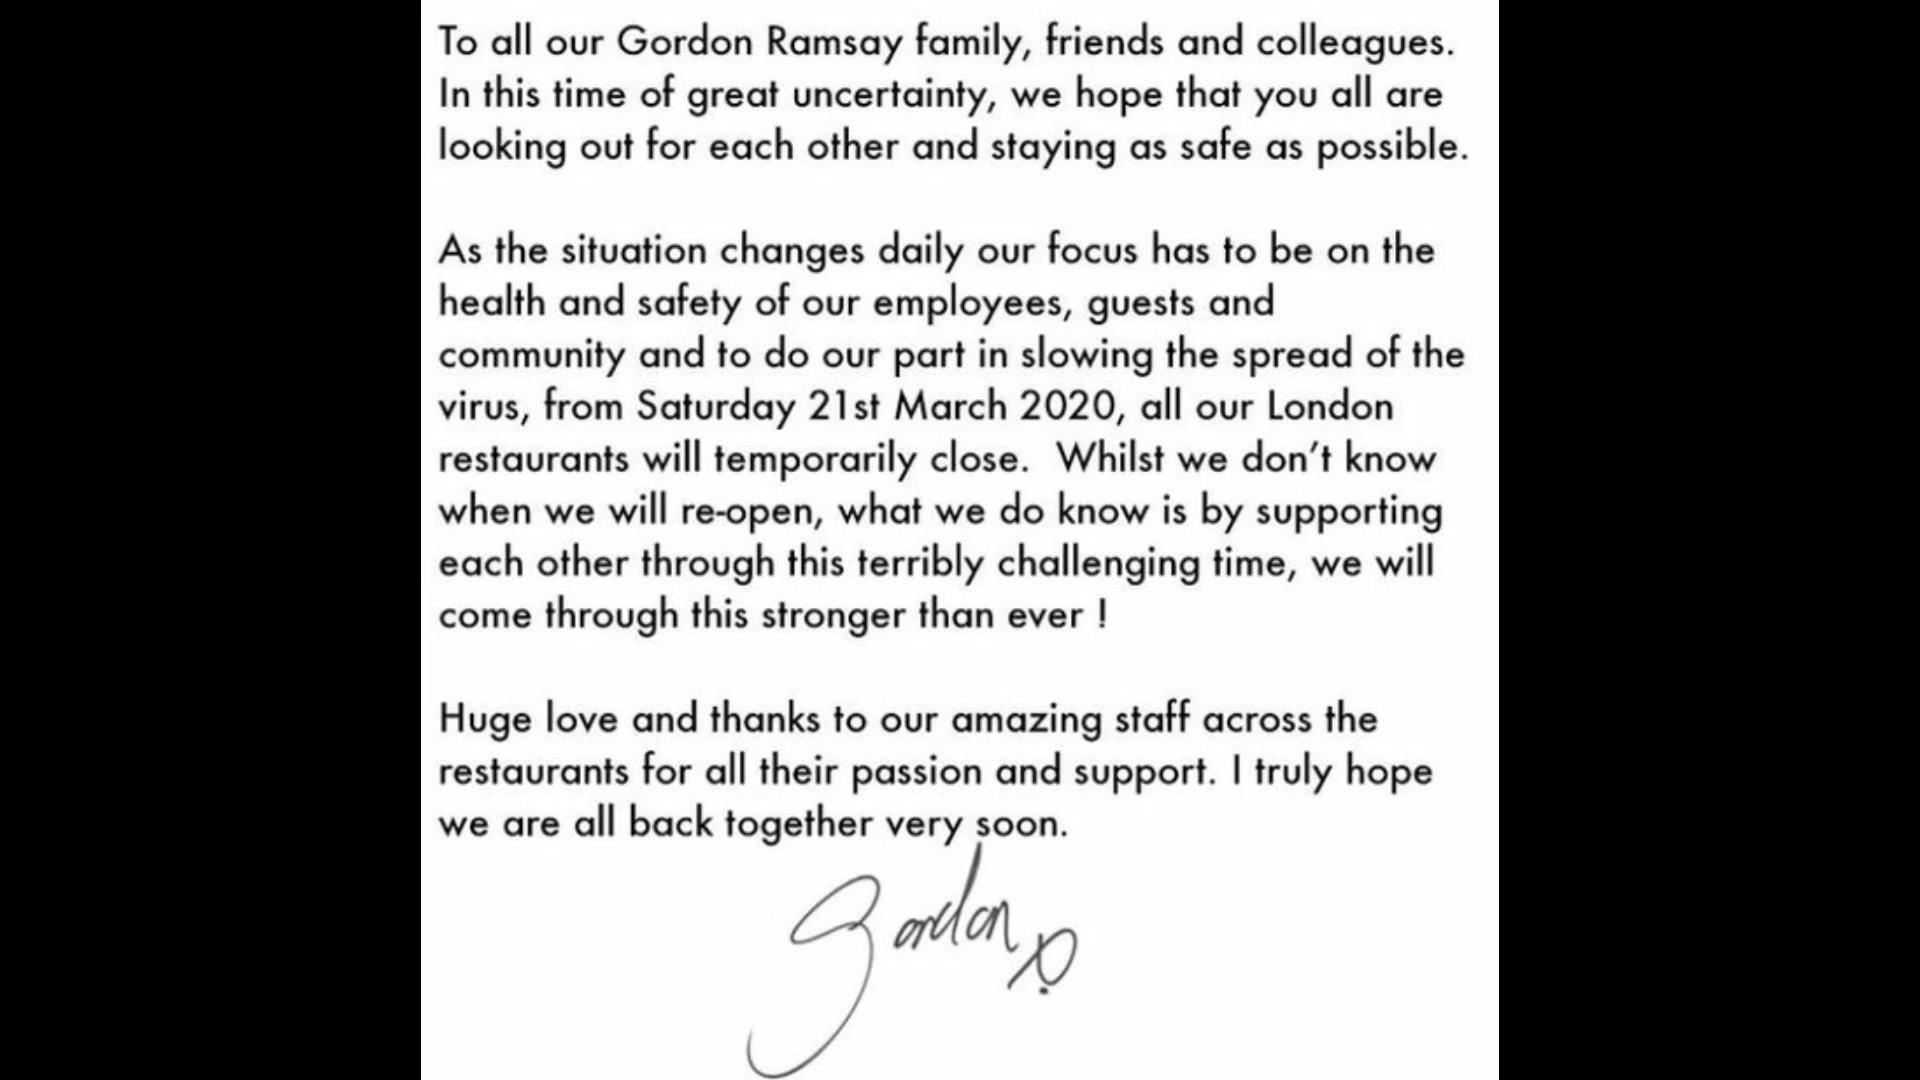 To all our Gordon Ramsay family, friends and colleagues.
In this time of great uncertainty, we hope that you all are
looking out for each other and staying as safe as possible.
As the situation changes daily our focus has to be on the
health and safety of our employees, guests and
community and to do our part in slowing the spread of the
virus, from Saturday 21st March 2020, all our London
restaurants will temporarily close.  Whilst we don’t know
when we will re-open, what we do know is by supporting
each other through this terribly challenging time, we will
come through this stronger than ever !
Huge love and thanks to our amazing staff across the
restaurants for all their passion and support. I truly hope
we are all back together very soon.
Gordon x